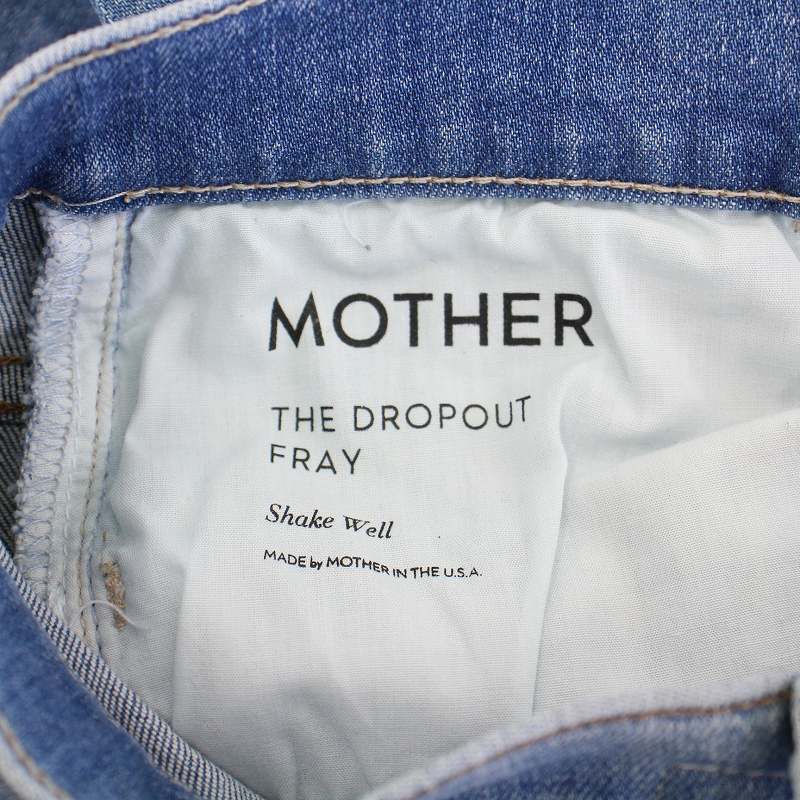 MOTHER
THE DROPOUT
FRAY
Shake Well
MADE by MOTHER IN THE U.S.A.